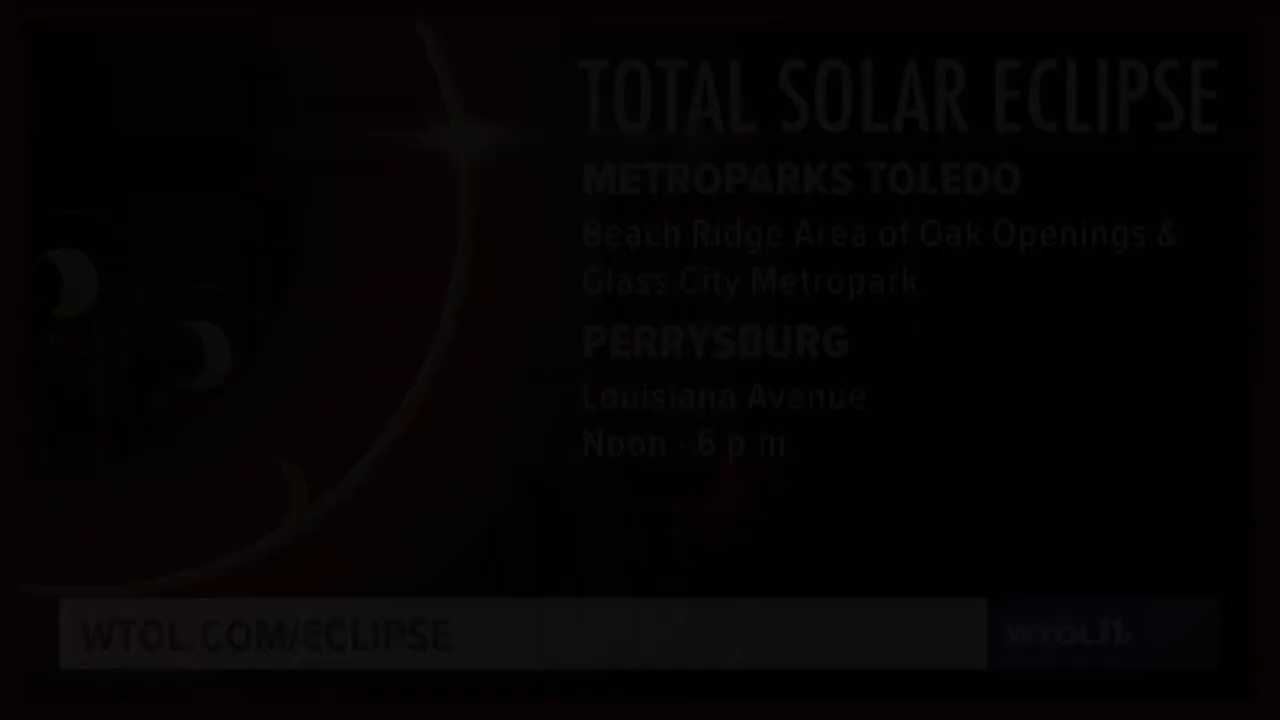 TOTAL SOLAR ECLIPSE
METROPARKS TOLEDO
Beach Ridge Area of Oak Openings &
Glass City Metropark
PERRYSBURG
Louisiana Avenue
Noon - 6 p.m.
WTOL.COM/ECLIPSE
WTOL11